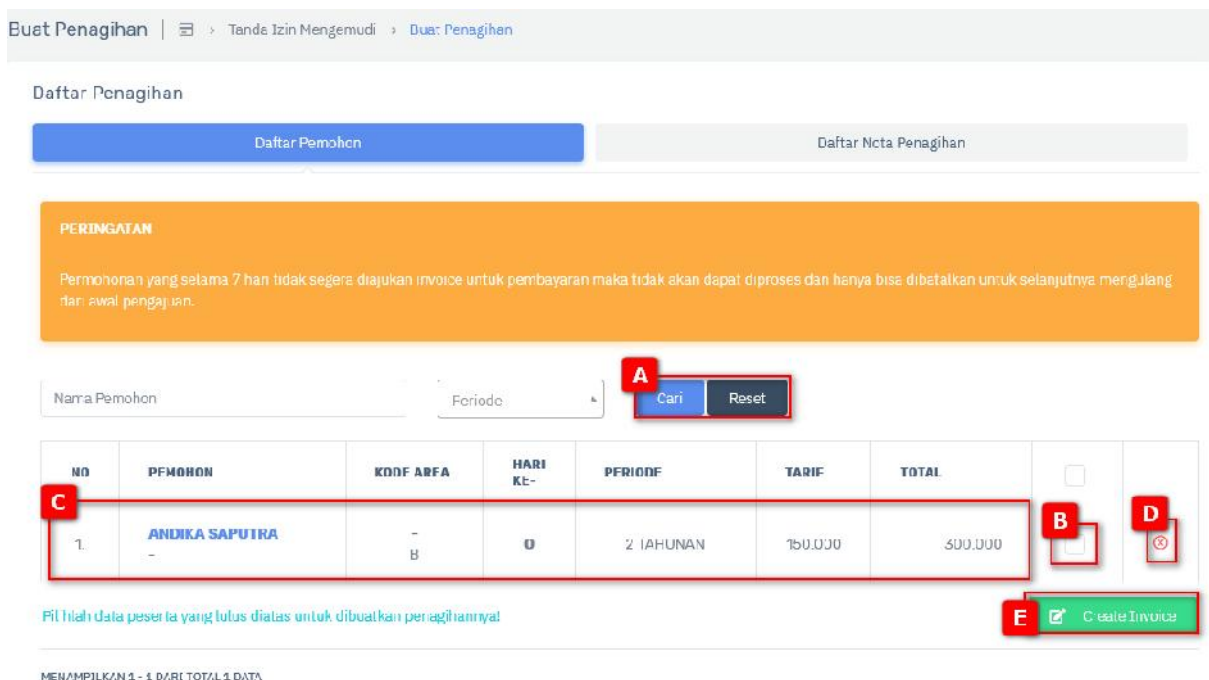 Buat Penagihan | > Tanda Izin Mengemudi > Buat Penagihan
Daftar Penagihan
Daftar Pemohon Daftar Nota Penagihan
PERINGATAN
Permohonan yang selama 7 hari tidak segera diajukan invoice untuk pembayaran maka tidak akan dapat diproses dan hanya bisa dibatalkan untuk selanjutnya mengulang
dari awal pengajuan.
A
Nama Pemohon Periode Cari Reset
NO PEMOHON KODE AREA HARI KE- PERIODE TARIF TOTAL
C B D
1. ANDIKA SAPUTRA - 0 2 TAHUNAN 150.000 300.000
- B
Pilihlah data peserta yang lulus diatas untuk dibuatkan penagihannya!
E Create Invoice
MENAMPILKAN 1 - 1 DARI TOTAL 1 DATA